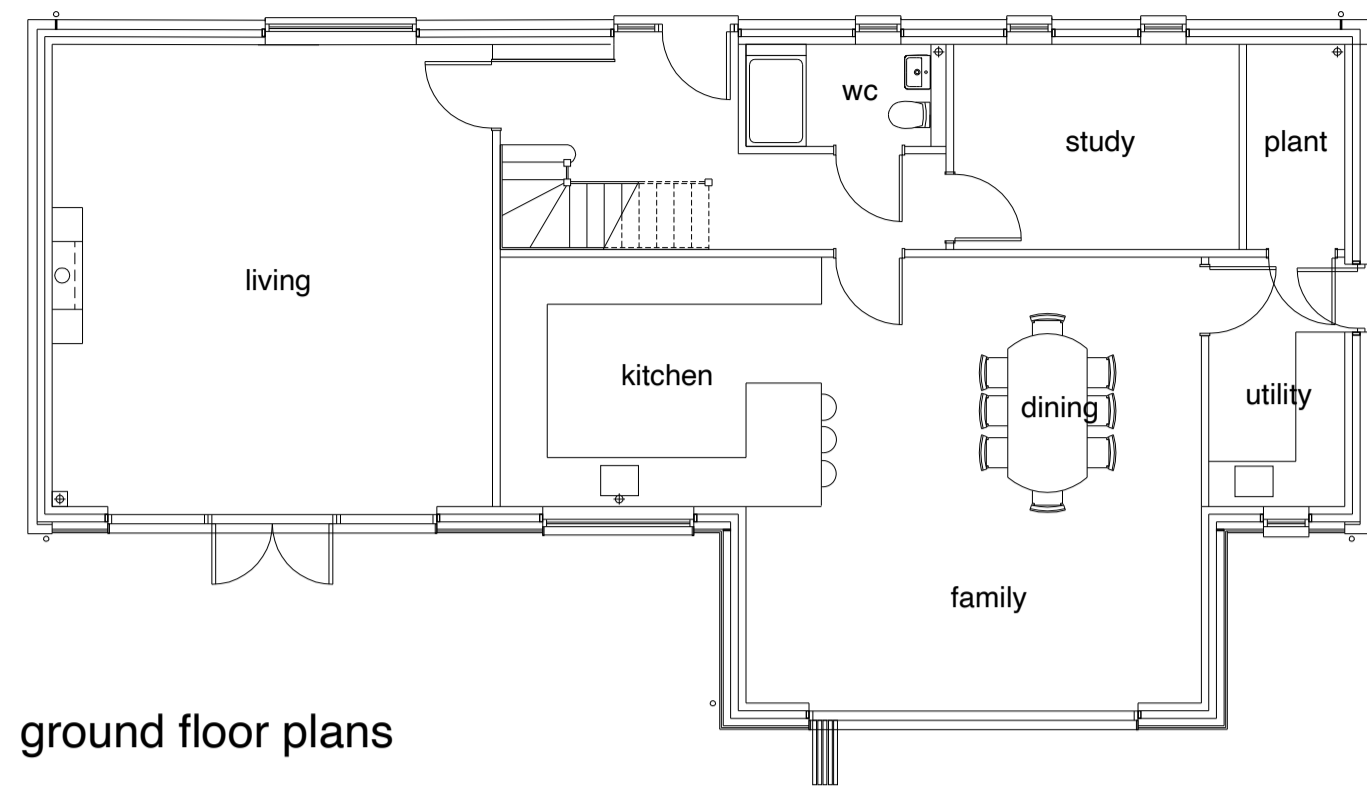 wc
study
plant
living
kitchen
dining
utility
family
ground floor plans